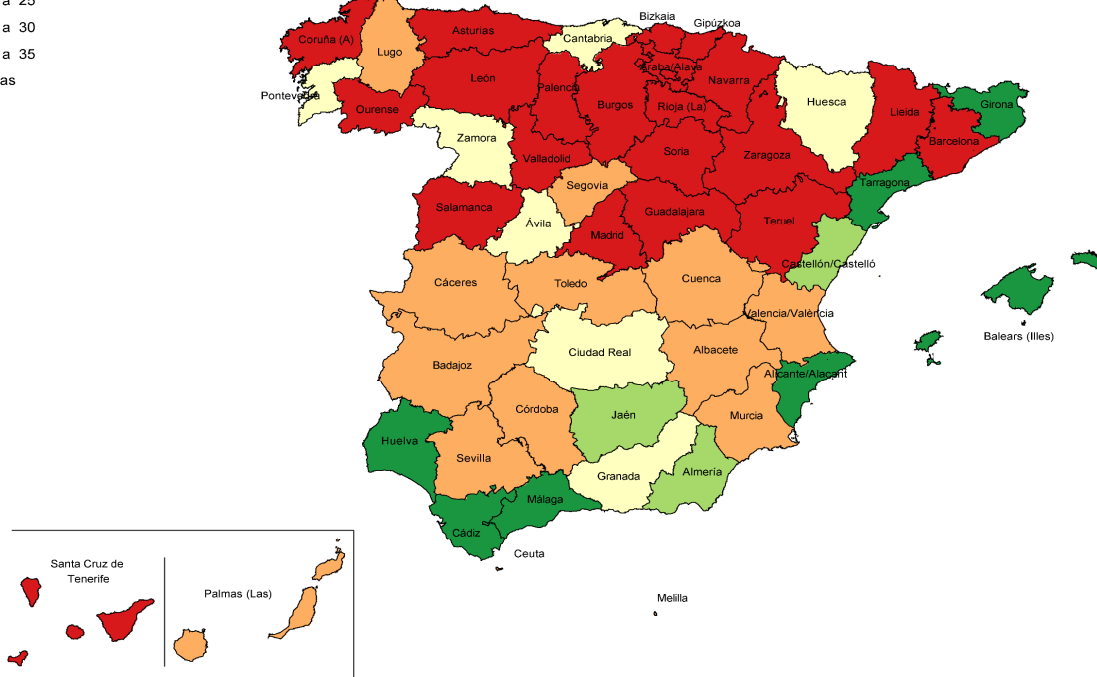 a 25
a 30
a 35
as
Bizkaia
Gipúzkoa
Asturias
Cantabria
Coruña (A)
Lugo
Araba/Álava
León
Navarra
Palencia
Pontevedra
Burgos
Rioja (La)
Huesca
Girona
Ourense
Lleida
Zamora
Barcelona
Soria
Valladolid
Zaragoza
Segovia
Tarragona
Salamanca
Guadalajara
Ávila
Teruel
Madrid
Castellón/Castelló
Cáceres
Toledo
Cuenca
Valencia/València
Balears (Illes)
Ciudad Real
Albacete
Badajoz
Alicante/Alacant
Córdoba
Jaén
Murcia
Huelva
Sevilla
Granada
Almería
Málaga
Cádiz
Ceuta
Santa Cruz de
Tenerife
Palmas (Las)
Melilla